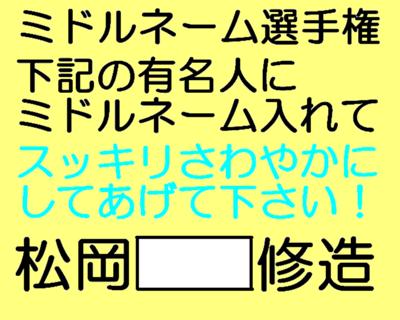 ミドルネーム選手権
下記の有名人に
ミドルネーム入れて
スッキリさわやかに
してあげて下さい！
松岡 修造